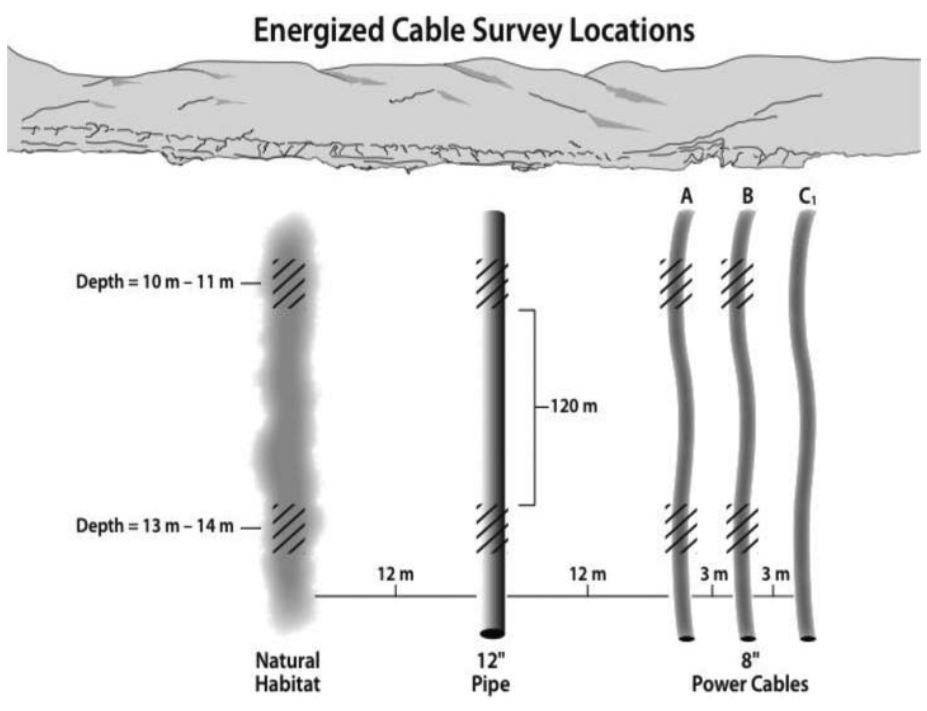 Energized Cable Survey Locations
A B C₁
Depth = 10 m – 11 m
120 m
Depth = 13 m – 14 m
12 m 12 m 3 m 3 m
Natural
Habitat
12"
Pipe
8"
Power Cables